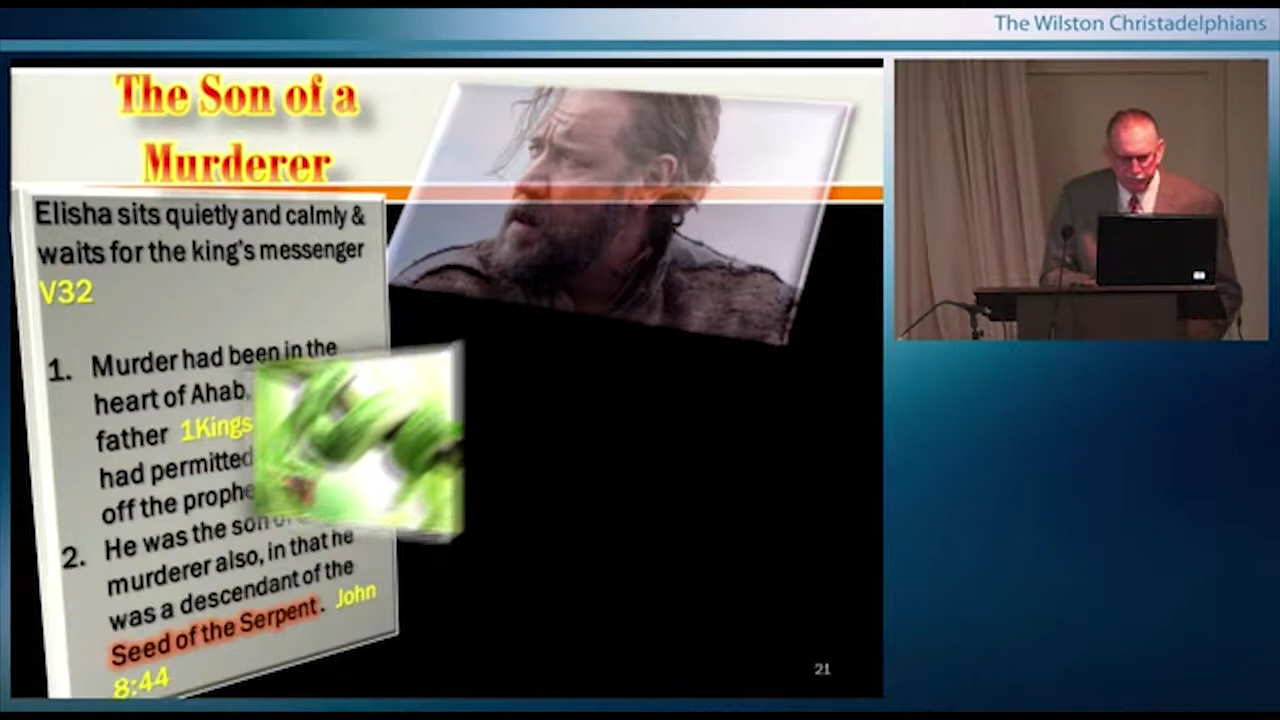 The Wilston Christadelphians
The Son of a
Murderer
Elisha sits quietly and calmly &
waits for the king's messenger
V32
1. Murder had been in the
heart of Ahab,
father 1Kings
had permitted
off the prophe
2. He was the son of
murderer also, in that he
was a descendant of the
Seed of the Serpent. John
8:44
21